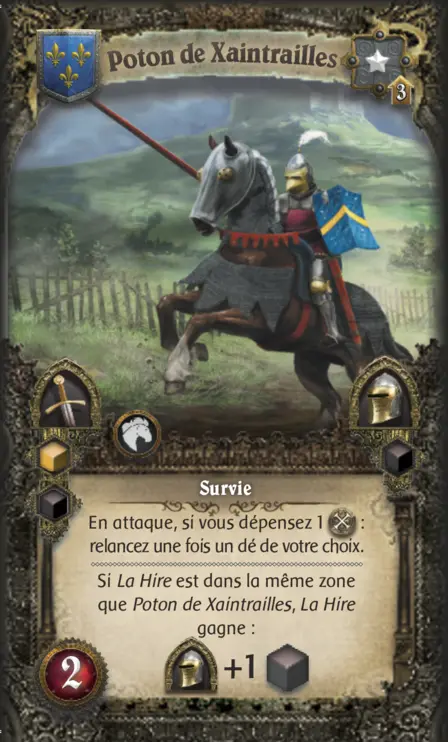 Poton de Xaintrailles
3
Survie
En attaque, si vous dépensez 1 :
relancez une fois un dé de votre choix.
Si La Hire est dans la même zone
que Poton de Xaintrailles, La Hire
gagne :
2
+1